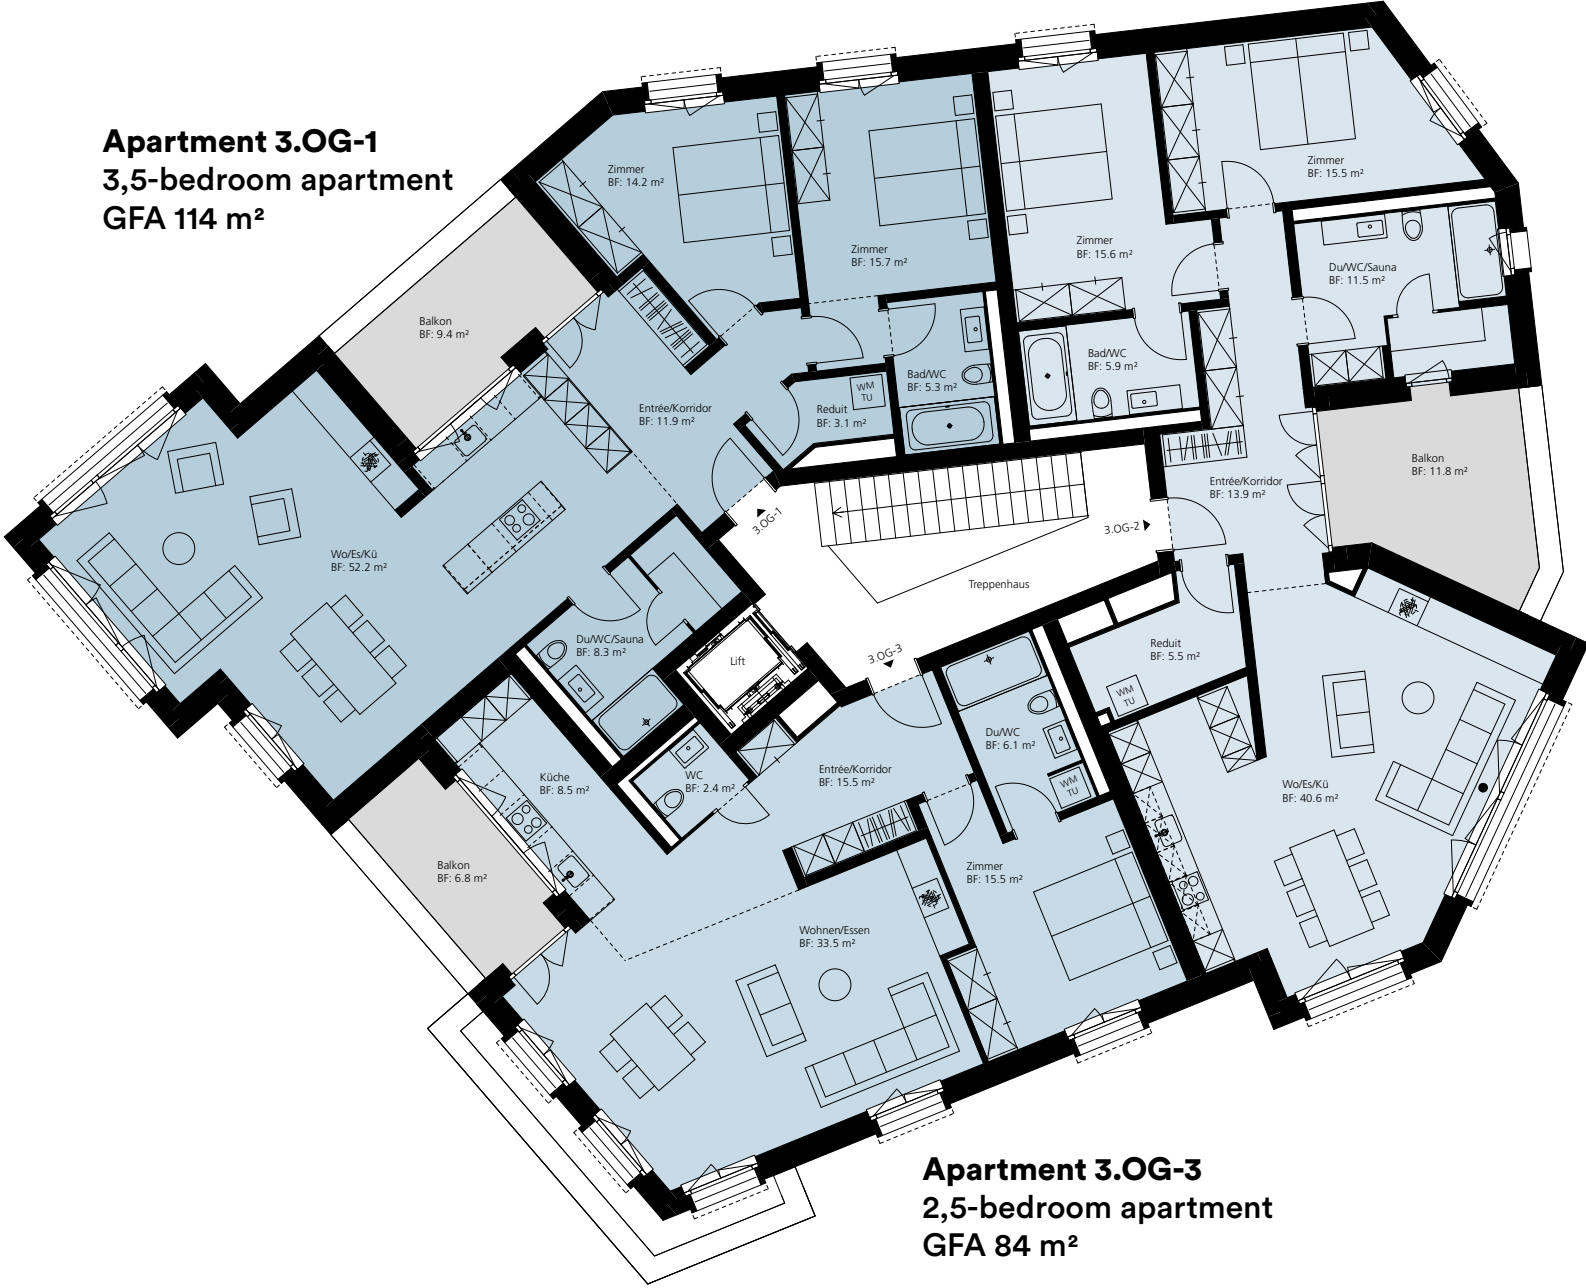 Apartment 3.OG-1
3,5-bedroom apartment
GFA 114 m²
Zimmer
BF: 14.2 m²
Zimmer
BF: 15.7 m²
Zimmer
BF: 15.6 m²
Zimmer
BF: 15.5 m²
Du/WC/Sauna
BF: 11.5 m²
Balkon
BF: 9.4 m²
Bad/WC
BF: 5.3 m²
Bad/WC
BF: 5.9 m²
Entrée/Korridor
BF: 11.9 m²
Reduit
BF: 3.1 m²
WM
TU
Balkon
BF: 11.8 m²
Entrée/Korridor
BF: 13.9 m²
3.OG-1
3.OG-2
Wo/Es/Kü
BF: 52.2 m²
Treppenhaus
Du/WC/Sauna
BF: 8.3 m²
Lift
3.OG-3
Reduit
BF: 5.5 m²
WM
TU
Du/WC
BF: 6.1 m²
WM
TU
Küche
BF: 8.5 m²
WC
BF: 2.4 m²
Entrée/Korridor
BF: 15.5 m²
Wo/Es/Kü
BF: 40.6 m²
Balkon
BF: 6.8 m²
Zimmer
BF: 15.5 m²
Wohnen/Essen
BF: 33.5 m²
Apartment 3.OG-3
2,5-bedroom apartment
GFA 84 m²